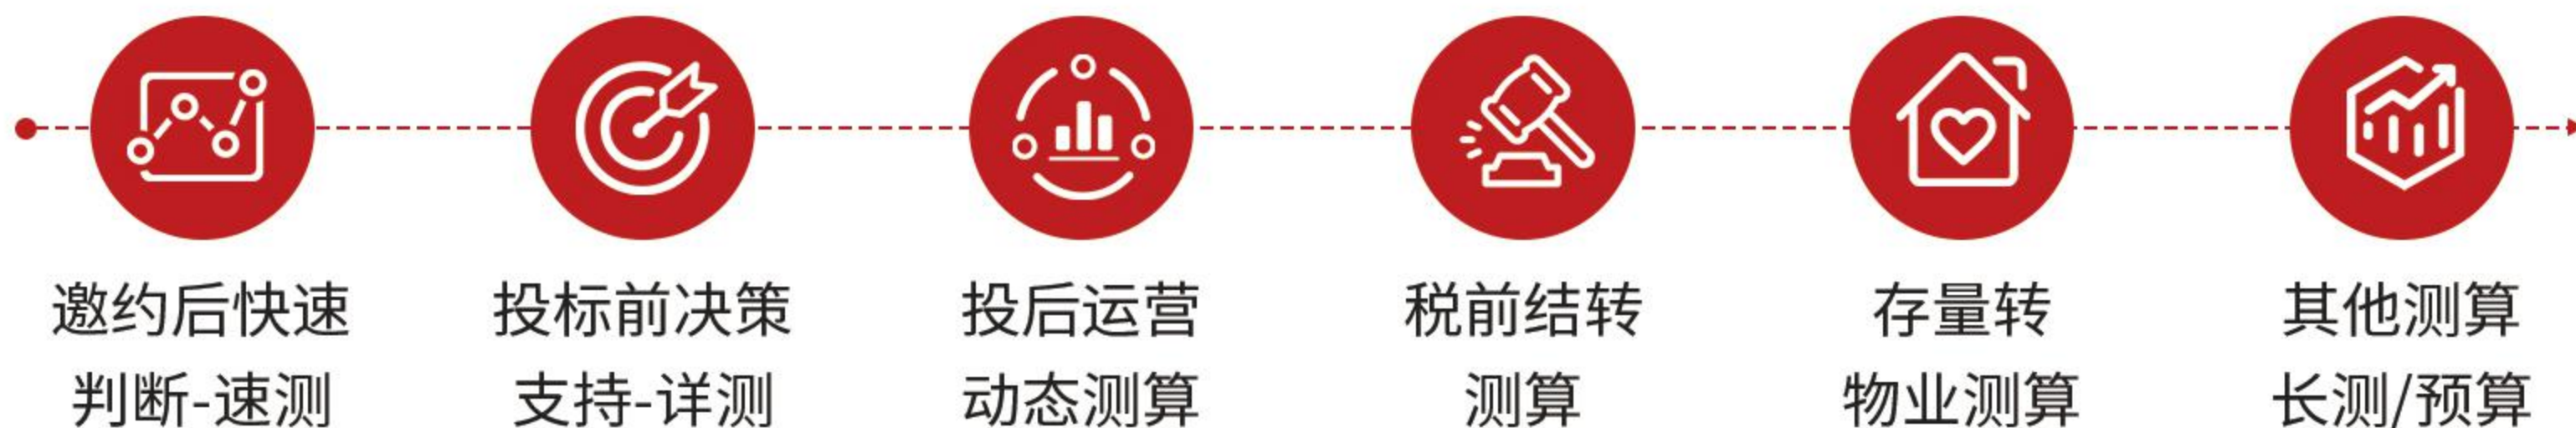 邀约后快速
判断-速测
投标前决策
支持-详测
投后运营
动态测算
税前结转
测算
存量转
物业测算
其他测算
长测/预算